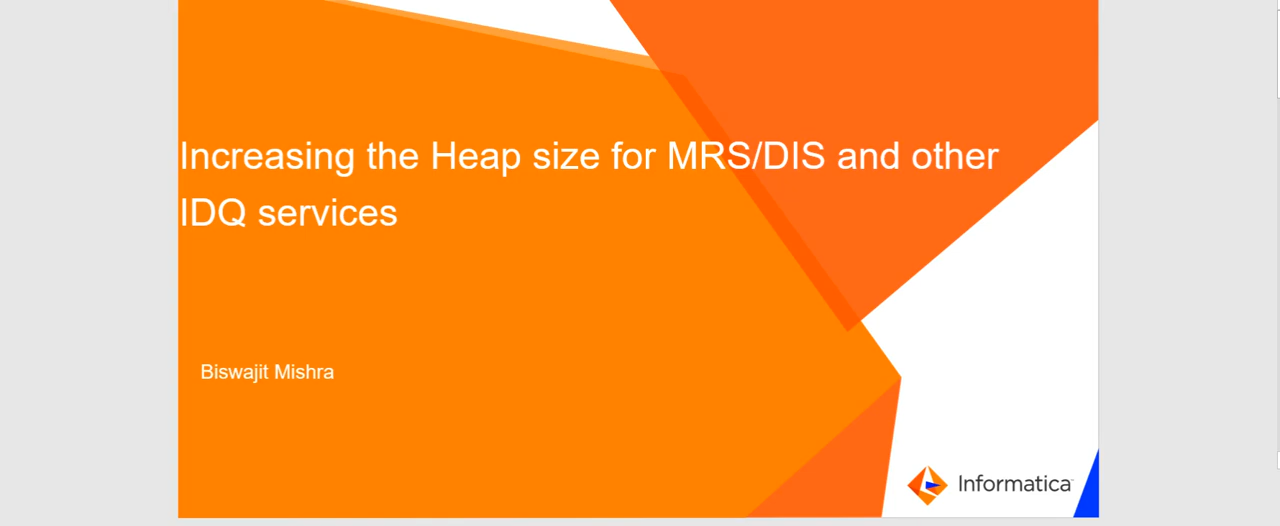 Increasing the Heap size for MRS/DIS and other
IDQ services
Biswajit Mishra
Informatica